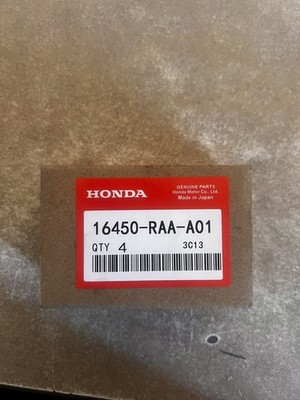 HONDA
GENUINE PARTS
Honda Motor Co., Ltd.
Made in Japan
16450-RAA-A01
QTY 4 3C13